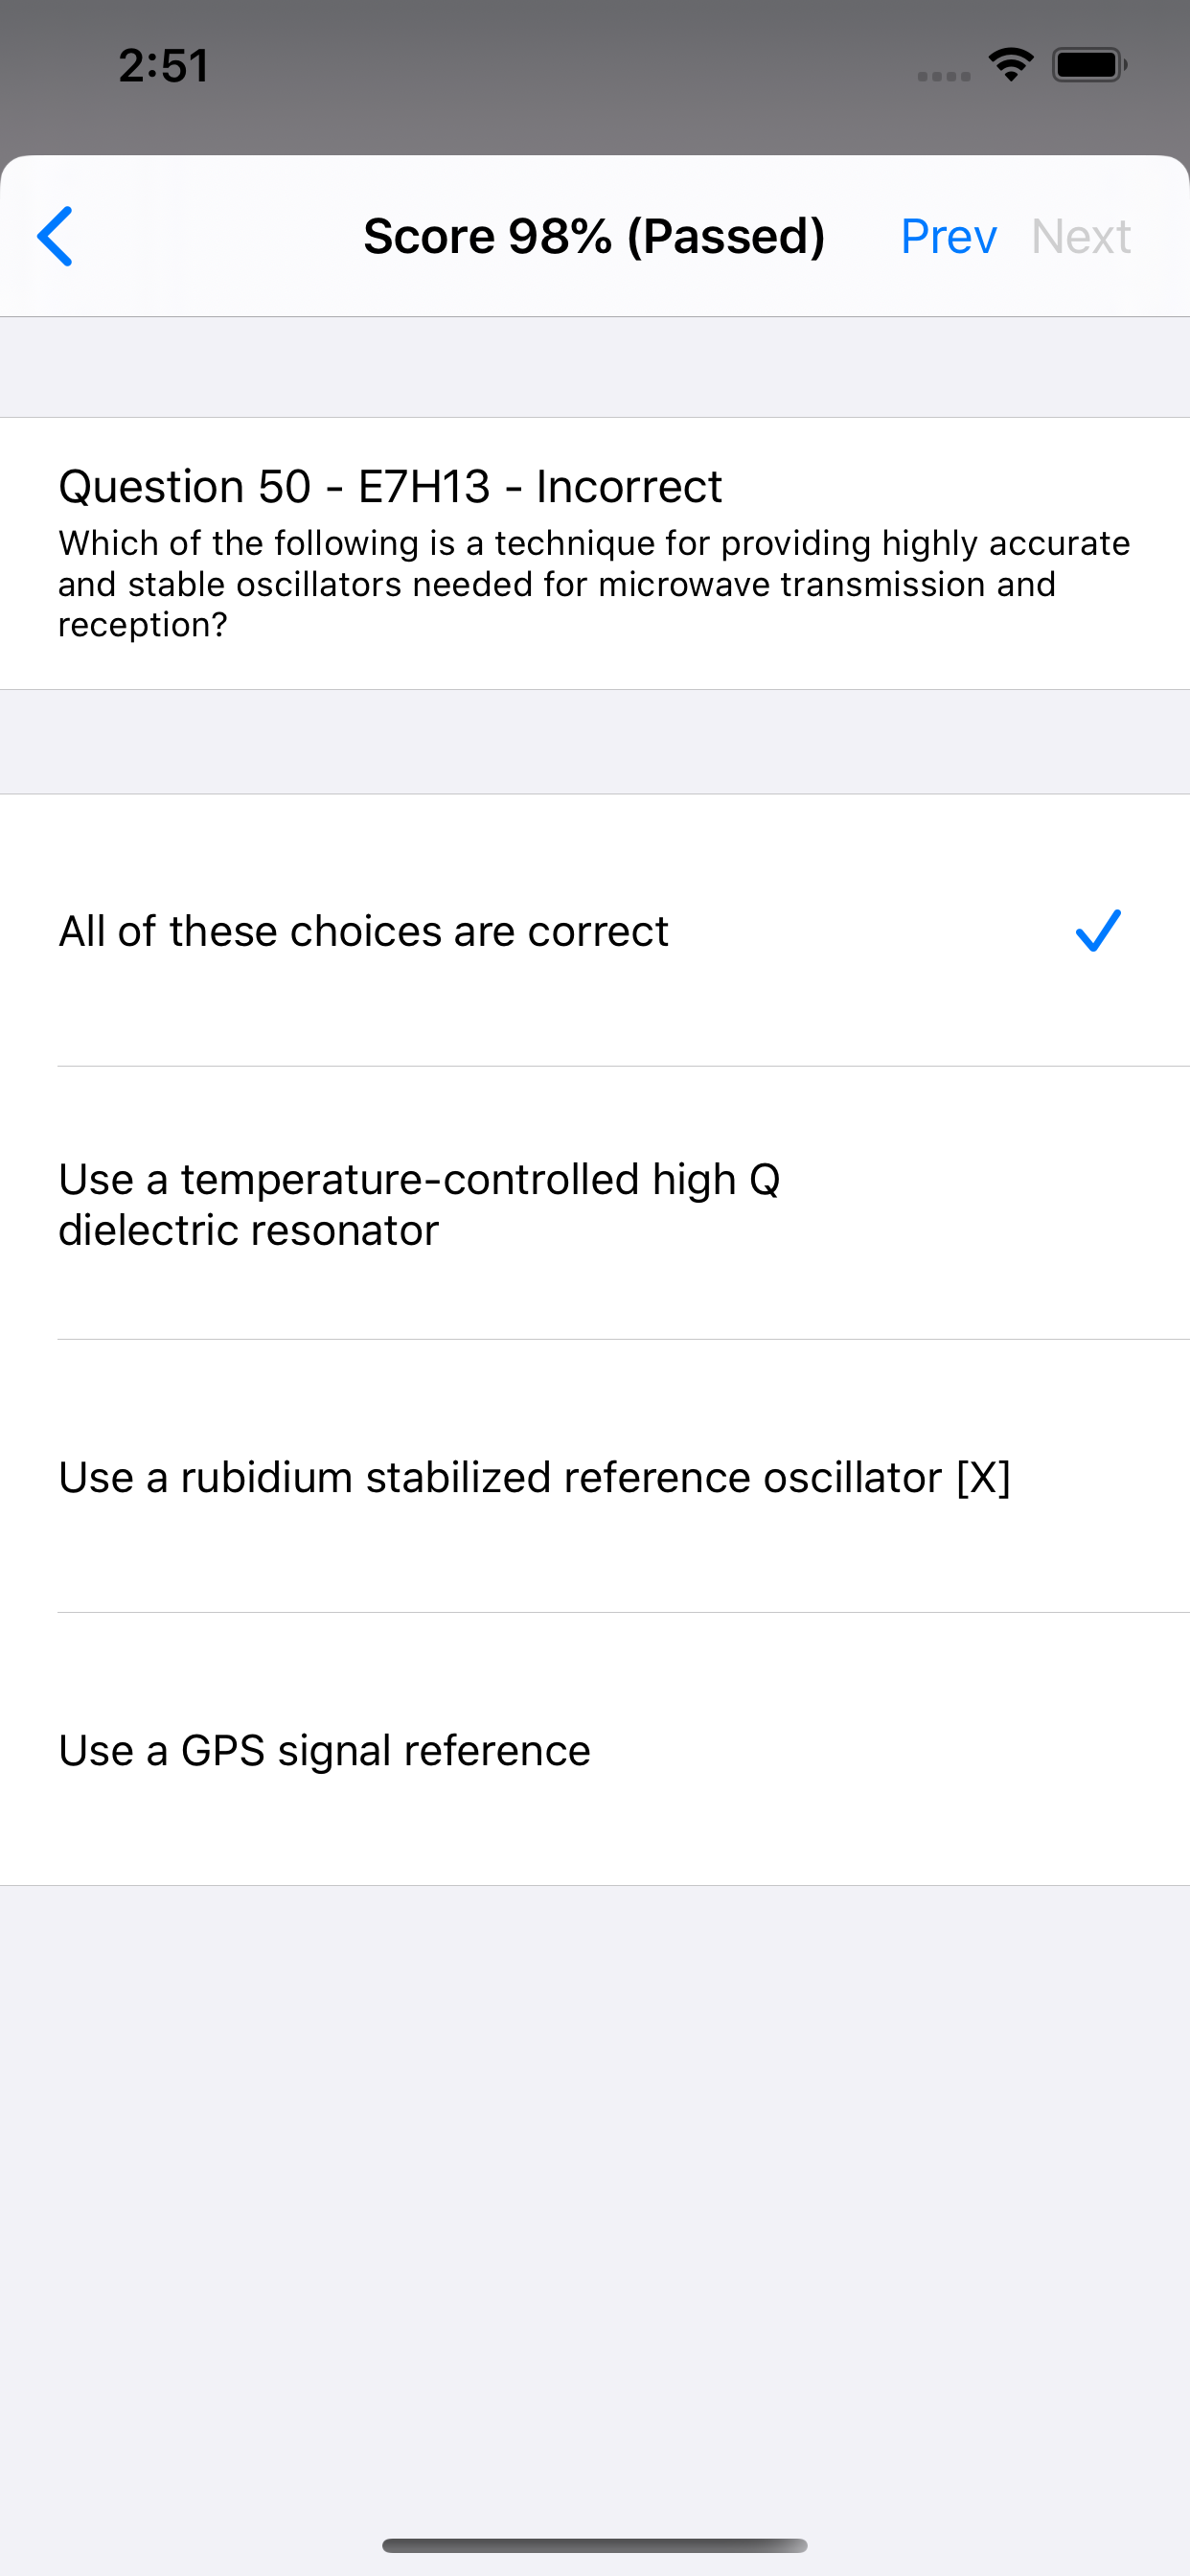 2:51
Score 98% (Passed)
Prev
Next
Question 50 - E7H13 - Incorrect
Which of the following is a technique for providing highly accurate
and stable oscillators needed for microwave transmission and
reception?
All of these choices are correct
Use a temperature-controlled high Q
dielectric resonator
Use a rubidium stabilized reference oscillator [X]
Use a GPS signal reference